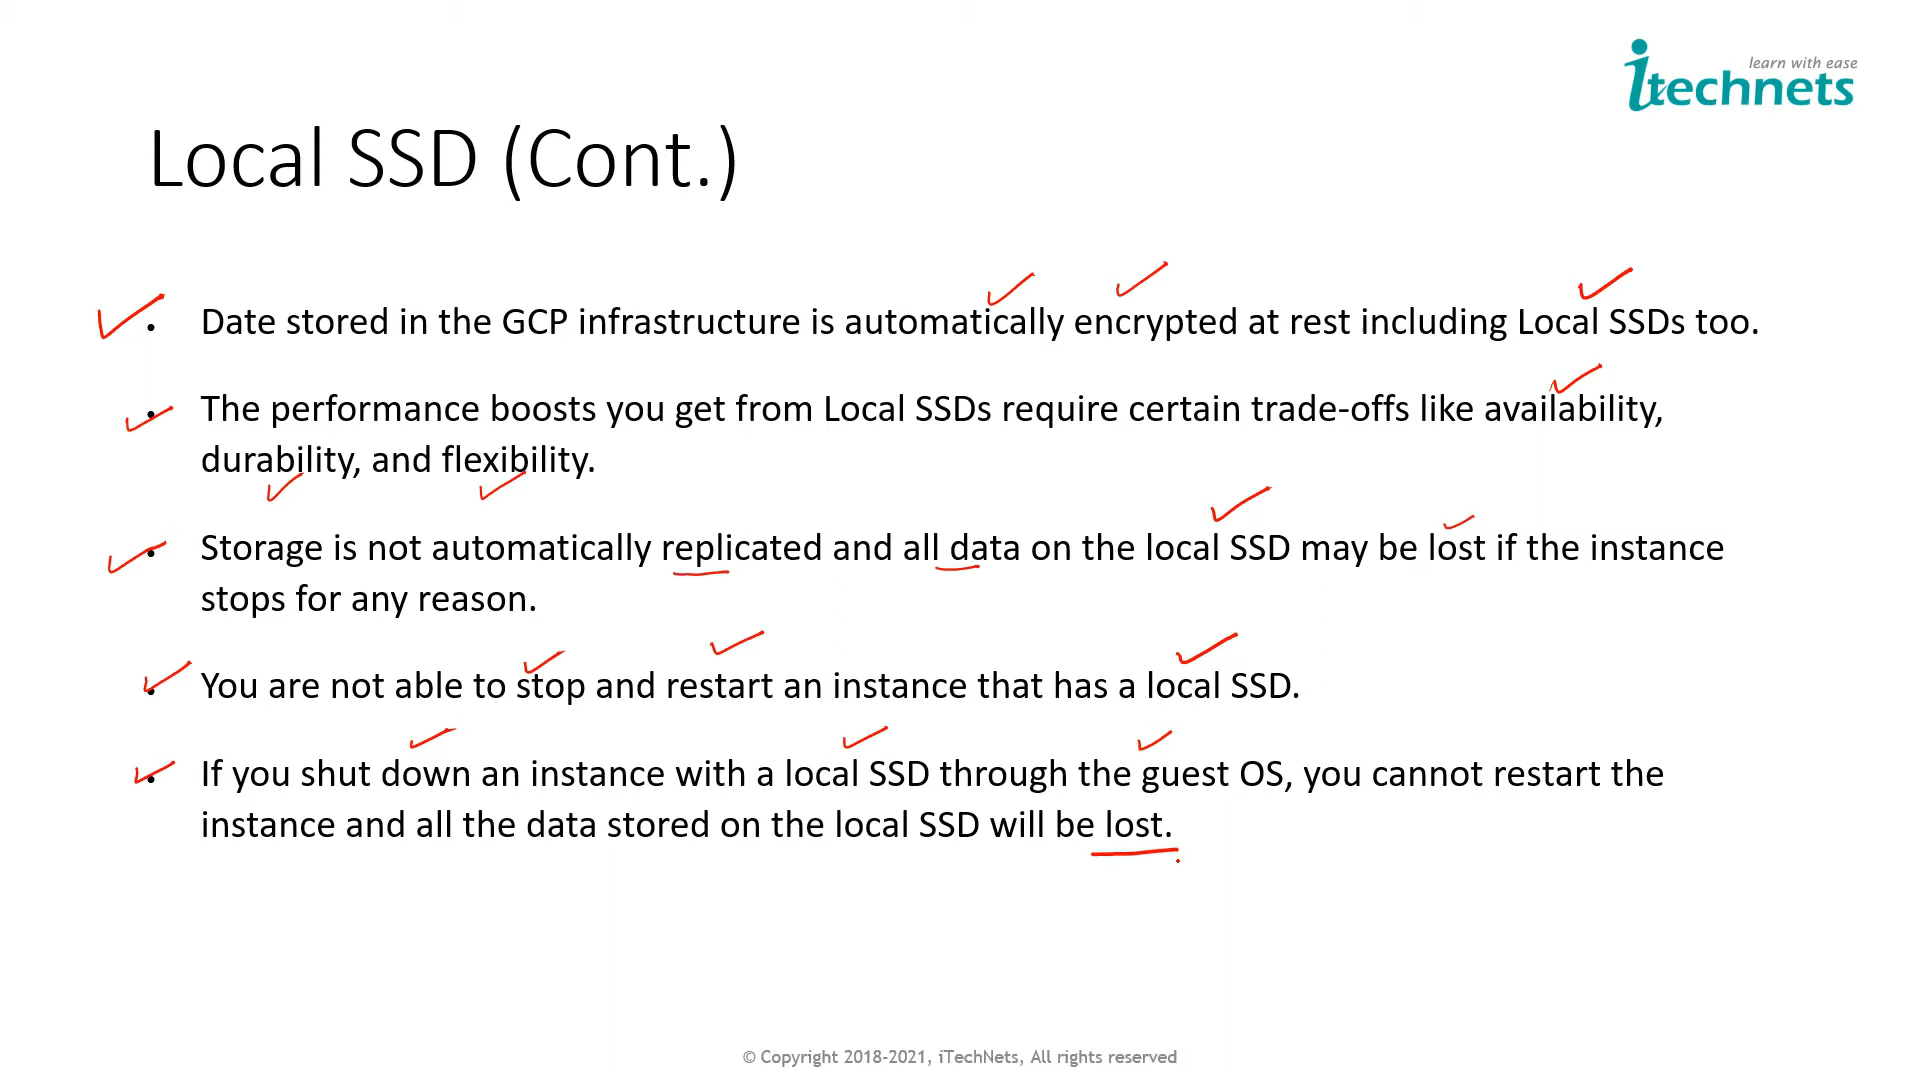 learn with ease
itechnets
Local SSD (Cont.)
• Date stored in the GCP infrastructure is automatically encrypted at rest including Local SSDs too.
• The performance boosts you get from Local SSDs require certain trade-offs like availability,
durability, and flexibility.
• Storage is not automatically replicated and all data on the local SSD may be lost if the instance
stops for any reason.
• You are not able to stop and restart an instance that has a local SSD.
• If you shut down an instance with a local SSD through the guest OS, you cannot restart the
instance and all the data stored on the local SSD will be lost.
© Copyright 2018-2021, iTechNets, All rights reserved